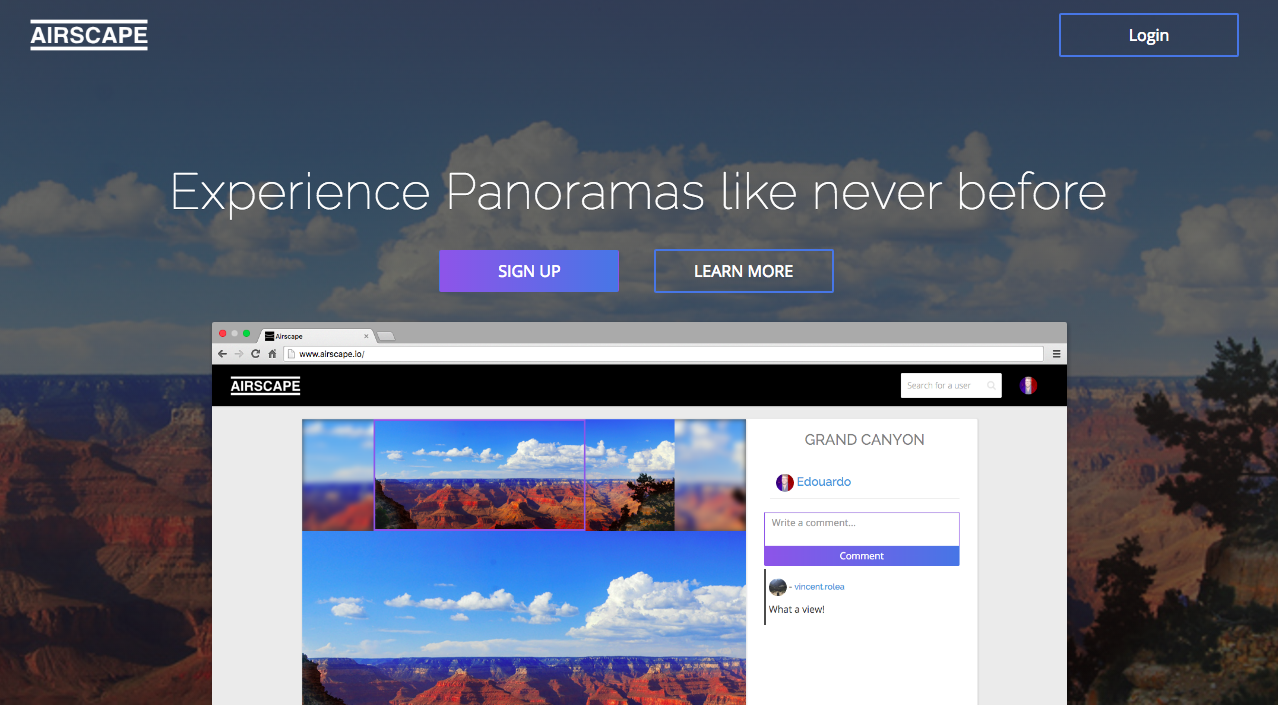 AIRSCAPE
Login
Experience Panoramas like never before
SIGN UP
LEARN MORE
Airscape
www.airscape.io/
AIRSCAPE
Search for a user
GRAND CANYON
Edouardo
Write a comment...
Comment
- vincent.rolea
What a view!